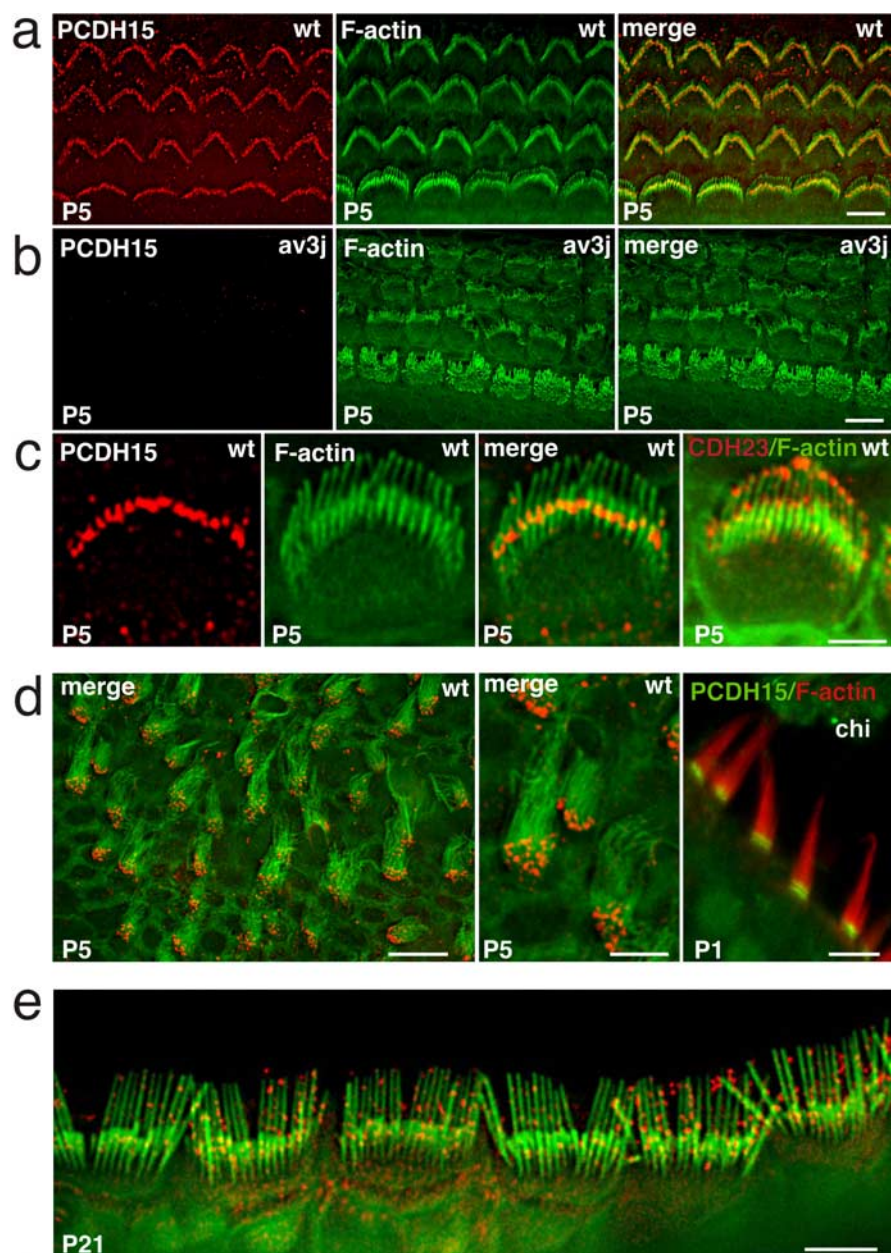 a
PCDH15 wt
F-actin wt
merge wt
P5
P5
P5
b
PCDH15 av3j
F-actin av3j
merge av3j
P5
P5
P5
c
PCDH15 wt
F-actin wt
merge wt
CDH23/F-actin wt
P5
P5
P5
P5
d
merge wt
merge wt
PCDH15/F-actin
chi
P5
P5
P1
e
P21